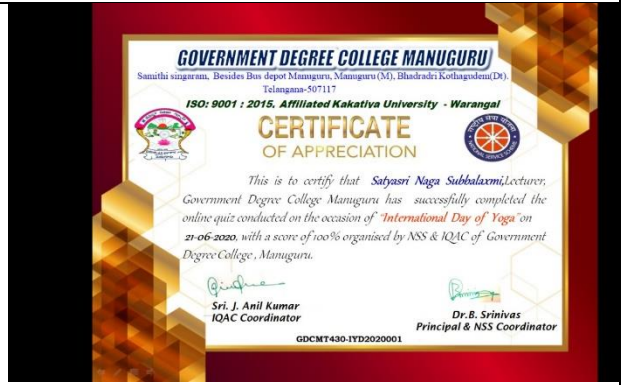 GOVERNMENT DEGREE COLLEGE MANUGURU
Samithi singaram, Besides Bus depot Manuguru, Manuguru (M), Bhadradri Kothagudem(Dt).
Telangana-507117
ISO: 9001 : 2015, Affiliated Kakativa University - Warangal
CERTIFICATE
OF APPRECIATION
This is to certify that Satyasri Naga Subbalaxmi,Lecturer,
Government Degree College Manuguru has successfully completed the
online quiz conducted on the occasion of "International Day of Yoga" on
21-06-2020, with a score of 100% organised by NSS & IQAC of Government
Degree College , Manuguru.
Sri. J. Anil Kumar
IQAC Coordinator
Dr.B. Srinivas
Principal & NSS Coordinator
GDCMT430-IYD2020001